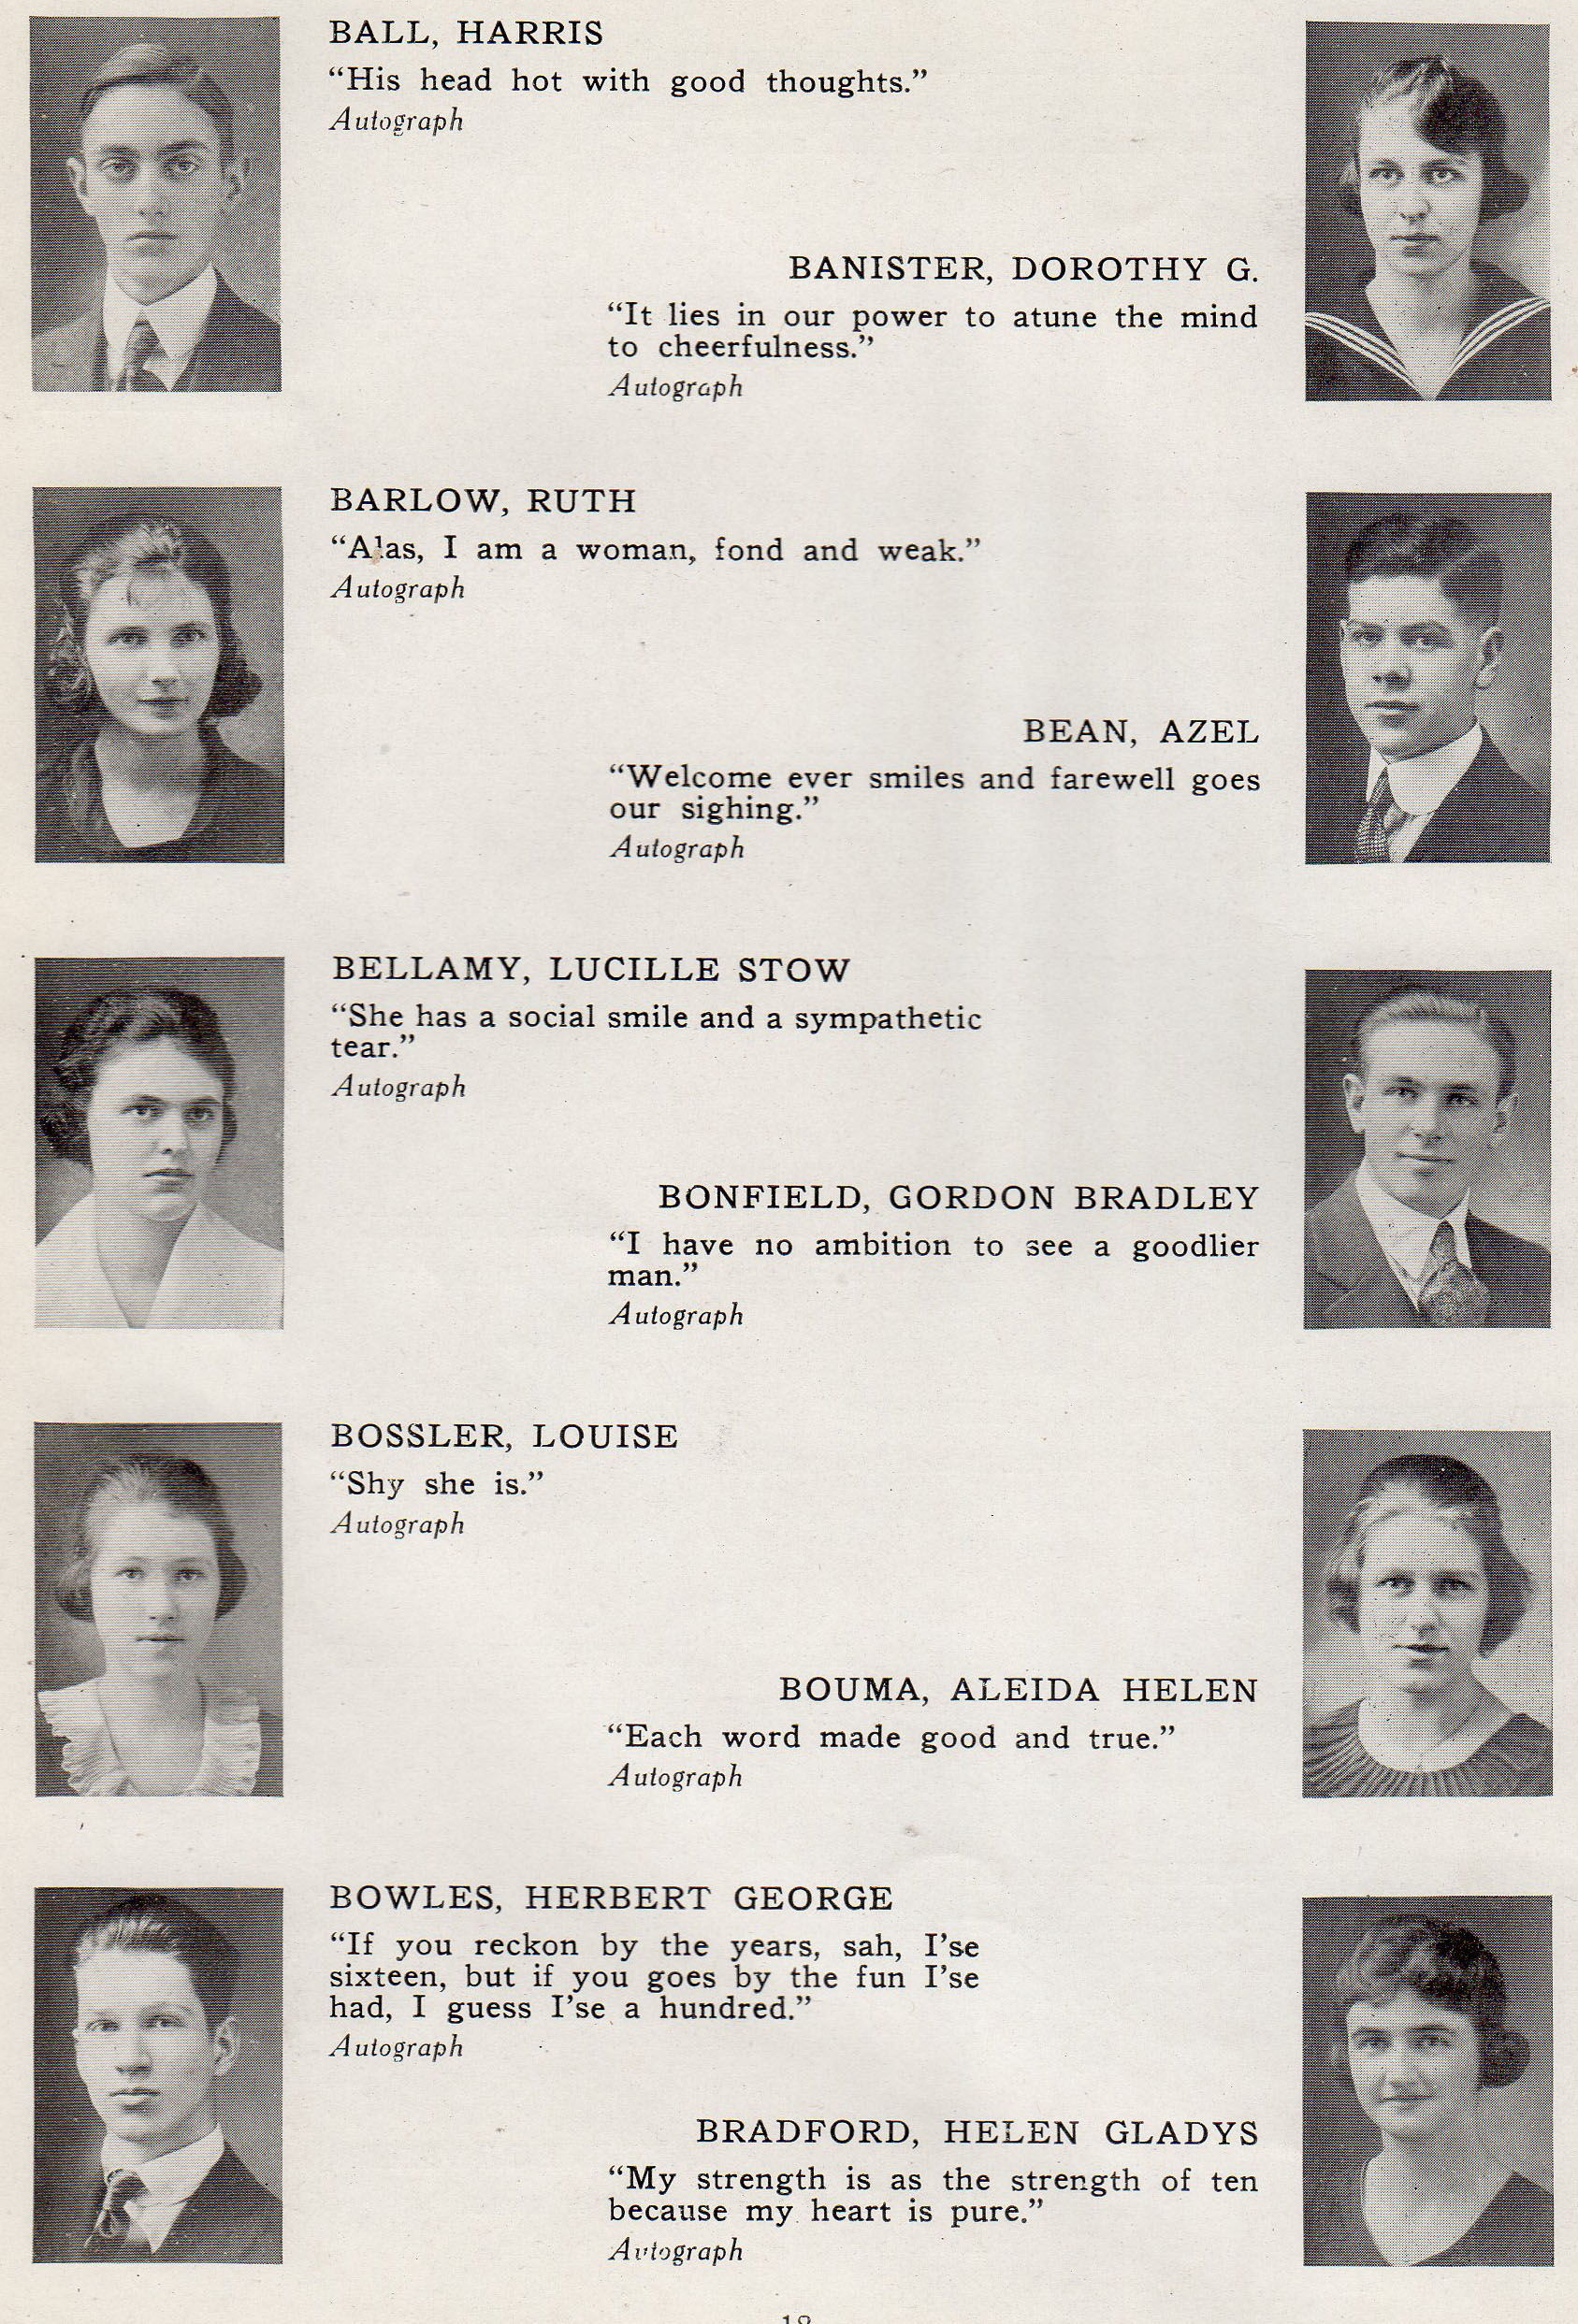 BALL, HARRIS
“His head hot with good thoughts.”
Autograph
BANISTER, DOROTHY G.
“It lies in our power to atune the mind
to cheerfulness.”
Autograph
BARLOW, RUTH
“Alas, I am a woman, fond and weak.”
Autograph
BEAN, AZEL
“Welcome ever smiles and farewell goes
our sighing.”
Autograph
BELLAMY, LUCILLE STOW
“She has a social smile and a sympathetic
tear.”
Autograph
BONFIELD, GORDON BRADLEY
“I have no ambition to see a goodlier
man.”
Autograph
BOSSLER, LOUISE
“Shy she is.”
Autograph
BOUMA, ALEIDA HELEN
“Each word made good and true.”
Autograph
BOWLES, HERBERT GEORGE
“If you reckon by the years, sah, I’se
sixteen, but if you goes by the fun I’se
had, I guess I’se a hundred.”
Autograph
BRADFORD, HELEN GLADYS
“My strength is as the strength of ten
because my heart is pure.”
Autograph